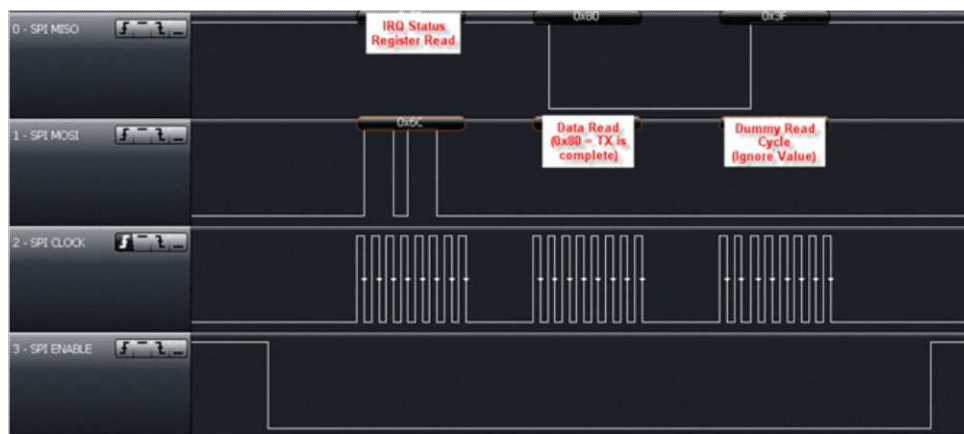 0 - SPI MISO
IRQ Status
Register Read
0x80
0x3F
1 - SPI MOSI
0x6C
Data Read
(0x80 = TX is
complete)
Dummy Read
Cycle
(Ignore Value)
2 - SPI CLOCK
3 - SPI ENABLE